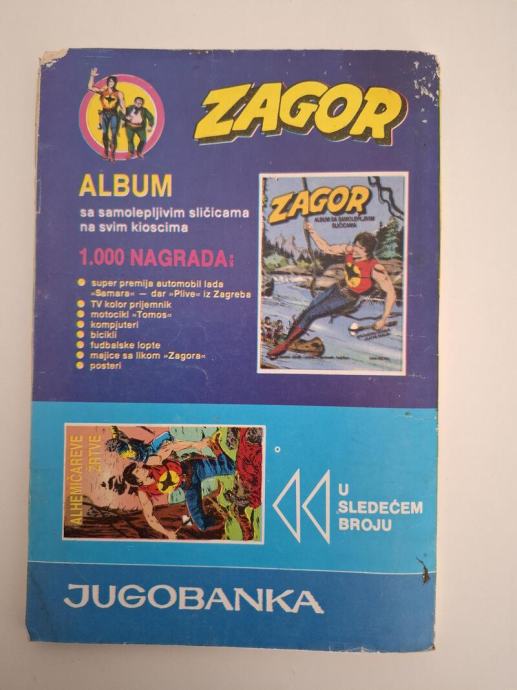 ZAGOR
ALBUM
sa samolepljivim sličicama
na svim kioscima
1.000 NAGRADA:
super premija automobil lada
»Samara« — dar »Plive« iz Zagreba
TV kolor prijemnik
motocikl »Tomos«
kompjuteri
bicikli
fudbalske lopte
majice sa likom »Zagora«
posteri
ZAGOR
ALBUM SA SAMOLEPLJIVIM
SLIČICAMA
ALHEMIČAREVE
ŽRTVE
U
SLEDEĆEM
BROJU
JUGOBANKA